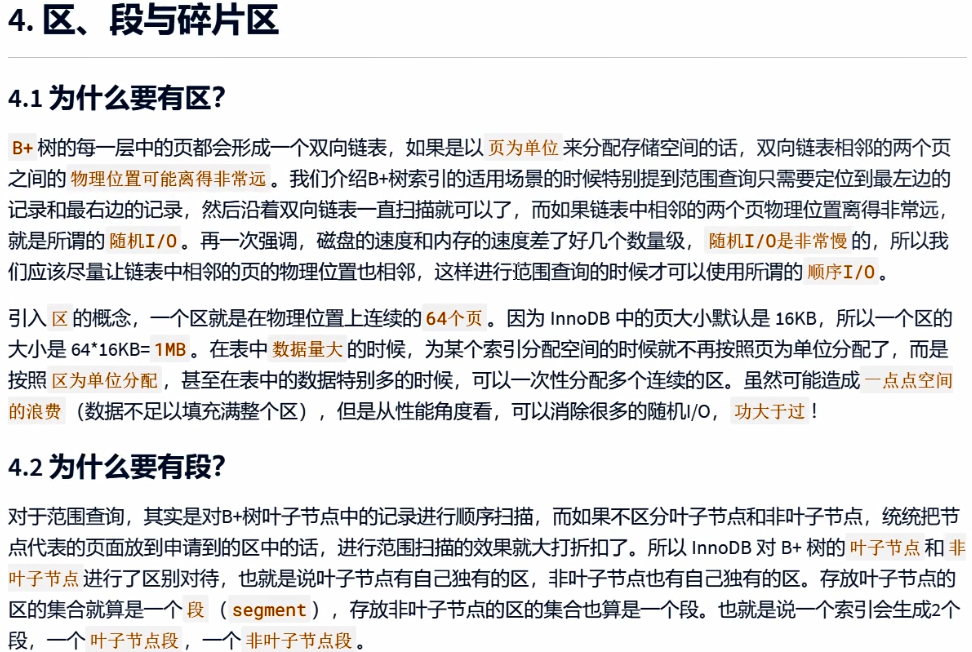 4. 区、段与碎片区
4.1 为什么要有区？
B+ 树的每一层中的页都会形成一个双向链表，如果是以 页为单位 来分配存储空间的话，双向链表相邻的两个页
之间的 物理位置可能离得非常远 。我们介绍B+树索引的适用场景的时候特别提到范围查询只需要定位到最左边的
记录和最右边的记录，然后沿着双向链表一直扫描就可以了，而如果链表中相邻的两个页物理位置离得非常远，
就是所谓的 随机I/O 。再一次强调，磁盘的速度和内存的速度差了好几个数量级， 随机I/O是非常慢 的，所以我
们应该尽量让链表中相邻的页的物理位置也相邻，这样进行范围查询的时候才可以使用所谓的 顺序I/O 。
引入 区 的概念，一个区就是在物理位置上连续的 64个页 。因为 InnoDB 中的页大小默认是 16KB，所以一个区的
大小是 64*16KB= 1MB 。在表中 数据量大 的时候，为某个索引分配空间的时候就不再按照页为单位分配了，而是
按照 区为单位分配 ，甚至在表中的数据特别多的时候，可以一次性分配多个连续的区。虽然可能造成 一点点空间
的浪费 （数据不足以填充满整个区），但是从性能角度看，可以消除很多的随机I/O， 功大于过 ！
4.2 为什么要有段？
对于范围查询，其实是对B+树叶子节点中的记录进行顺序扫描，而如果不区分叶子节点和非叶子节点，统统把节
点代表的页面放到申请到的区中的话，进行范围扫描的效果就大打折扣了。所以 InnoDB 对 B+ 树的 叶子节点 和 非
叶子节点 进行了区别对待，也就是说叶子节点有自己独有的区，非叶子节点也有自己独有的区。存放叶子节点的
区的集合就算是一个 段 （ segment ），存放非叶子节点的区的集合也算是一个段。也就是说一个索引会生成2个
段，一个 叶子节点段 ，一个 非叶子节点段 。